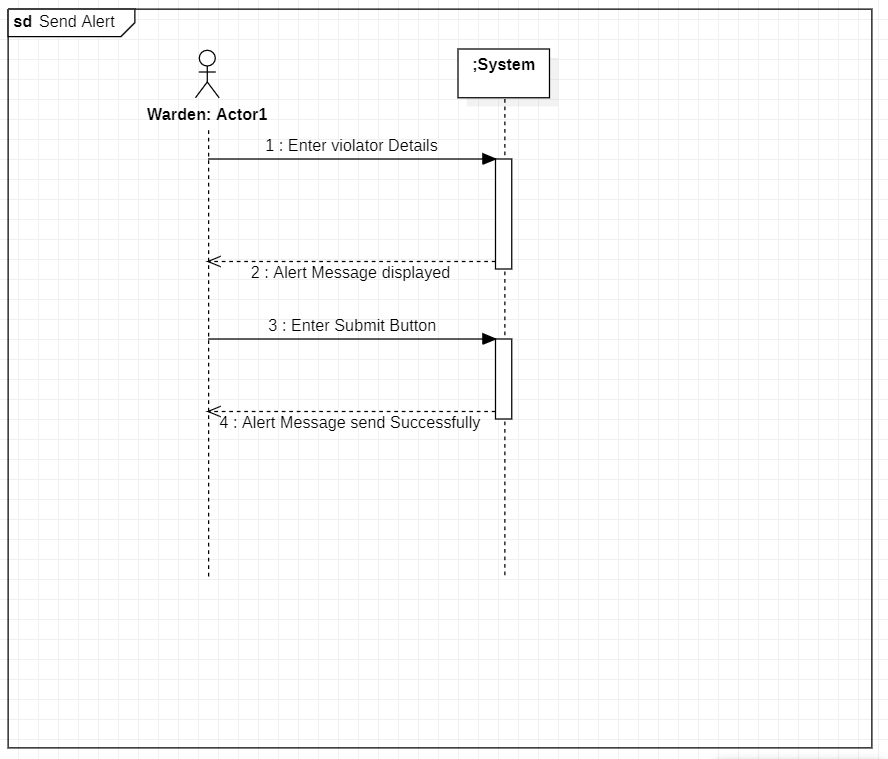 sd Send Alert
;System
Warden: Actor1
1 : Enter violator Details
2 : Alert Message displayed
3 : Enter Submit Button
4 : Alert Message send Successfully